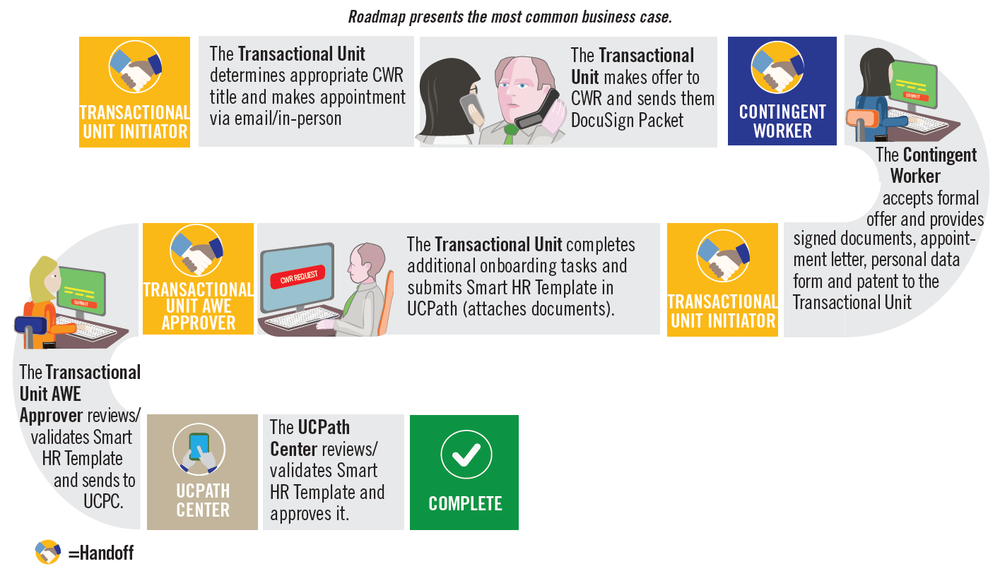 Roadmap presents the most common business case.
TRANSACTIONAL
UNIT INITIATOR
The Transactional Unit
determines appropriate CWR
title and makes appointment
via email/in-person
The Transactional
Unit makes offer to
CWR and sends them
DocuSign Packet
CONTINGENT
WORKER
SUBMIT
The Contingent
Worker
accepts formal
offer and provides
signed documents, appoint-
ment letter, personal data
form and patent to the
Transactional Unit
TRANSACTIONAL
UNIT INITIATOR
The Transactional Unit completes
additional onboarding tasks and
submits Smart HR Template in
UCPath (attaches documents).
CWR REQUEST
TRANSACTIONAL
UNIT AWE
APPROVER
SUBMIT
The Transactional
Unit AWE
Approver reviews/
validates Smart
HR Template
and sends to
UCPC.
UCPATH
CENTER
The UCPath
Center reviews/
validates Smart
HR Template and
approves it.
COMPLETE
=Handoff